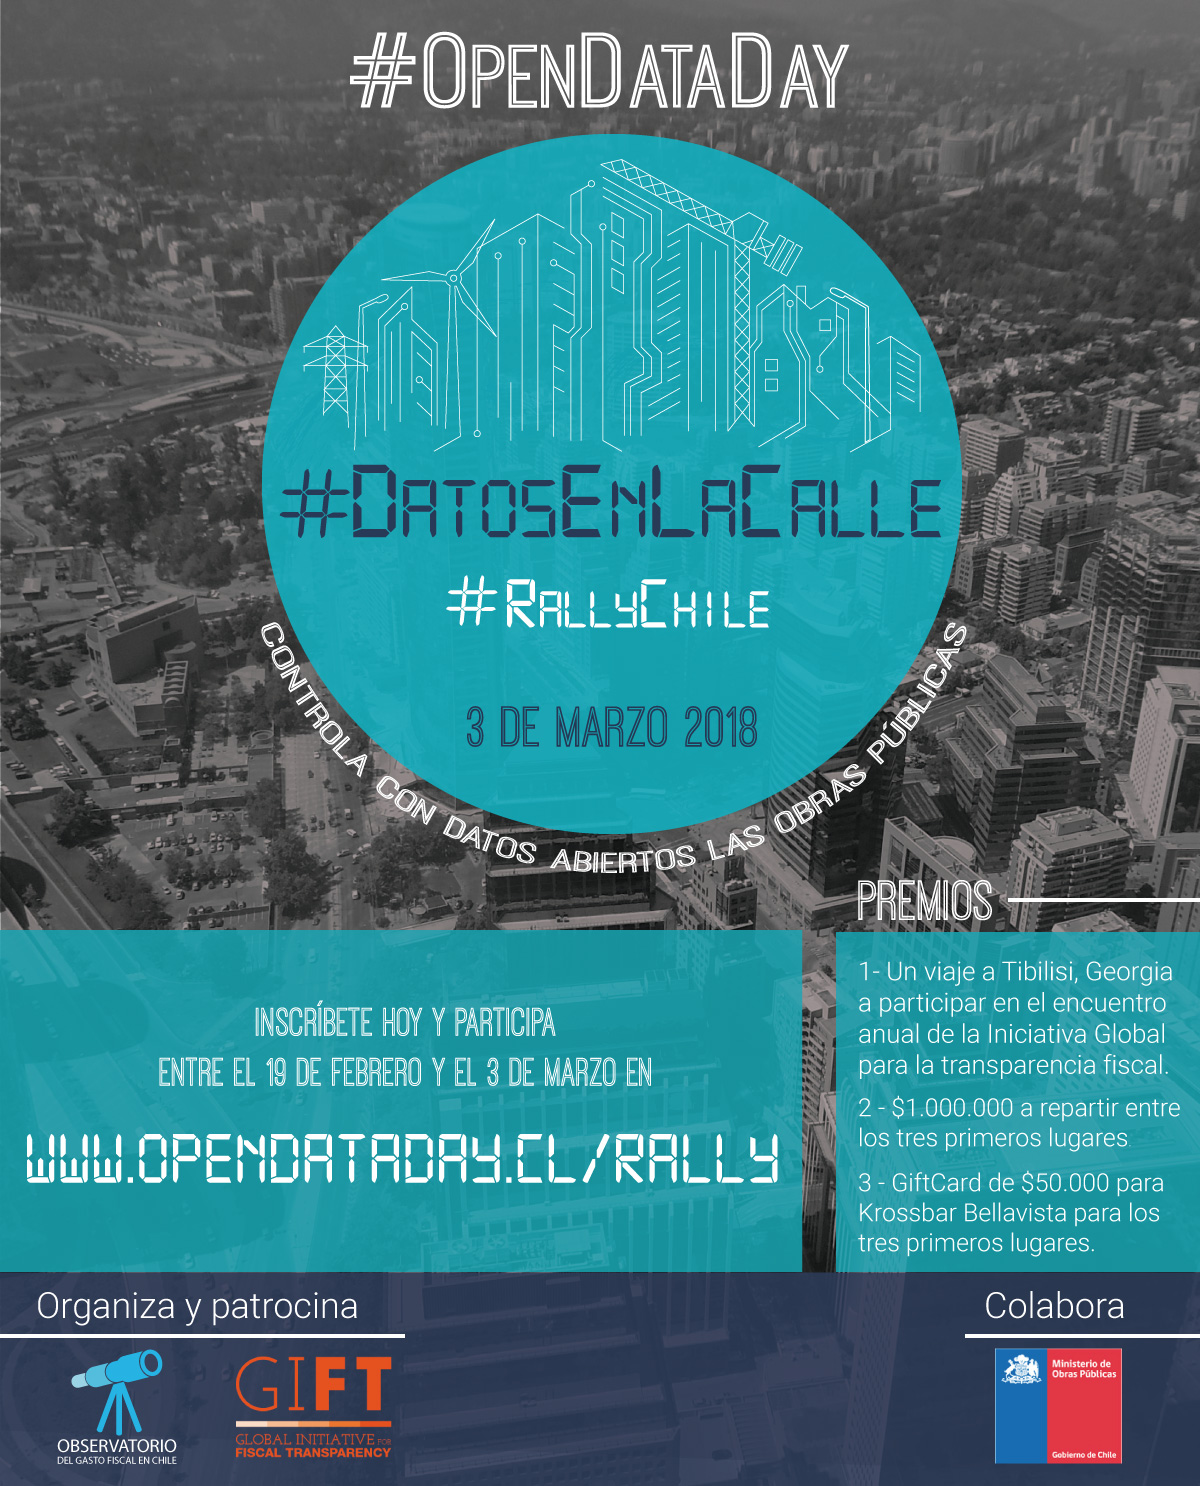 #OpenDataDay
#DatosEnLaCalle
#RallyChile
3 DE MARZO 2018
CONTROLA CON DATOS ABIERTOS LAS OBRAS PÚBLICAS
PREMIOS
1- Un viaje a Tibilisi, Georgia
a participar en el encuentro
anual de la Iniciativa Global
para la transparencia fiscal.
2 - $1.000.000 a repartir entre
los tres primeros lugares
3 - GiftCard de $50.000 para
Krossbar Bellavista para los
tres primeros lugares.
INSCRÍBETE HOY Y PARTICIPA
ENTRE EL 19 DE FEBRERO Y EL 3 DE MARZO EN
WWW.OPENDATADAY.CL/RALLY
Organiza y patrocina
OBSERVATORIO
DEL GASTO FISCAL EN CHILE
GIFT
GLOBAL INITIATIVE FOR
FISCAL TRANSPARENCY
Colabora
Ministerio de
Obras Públicas
Gobierno de Chile